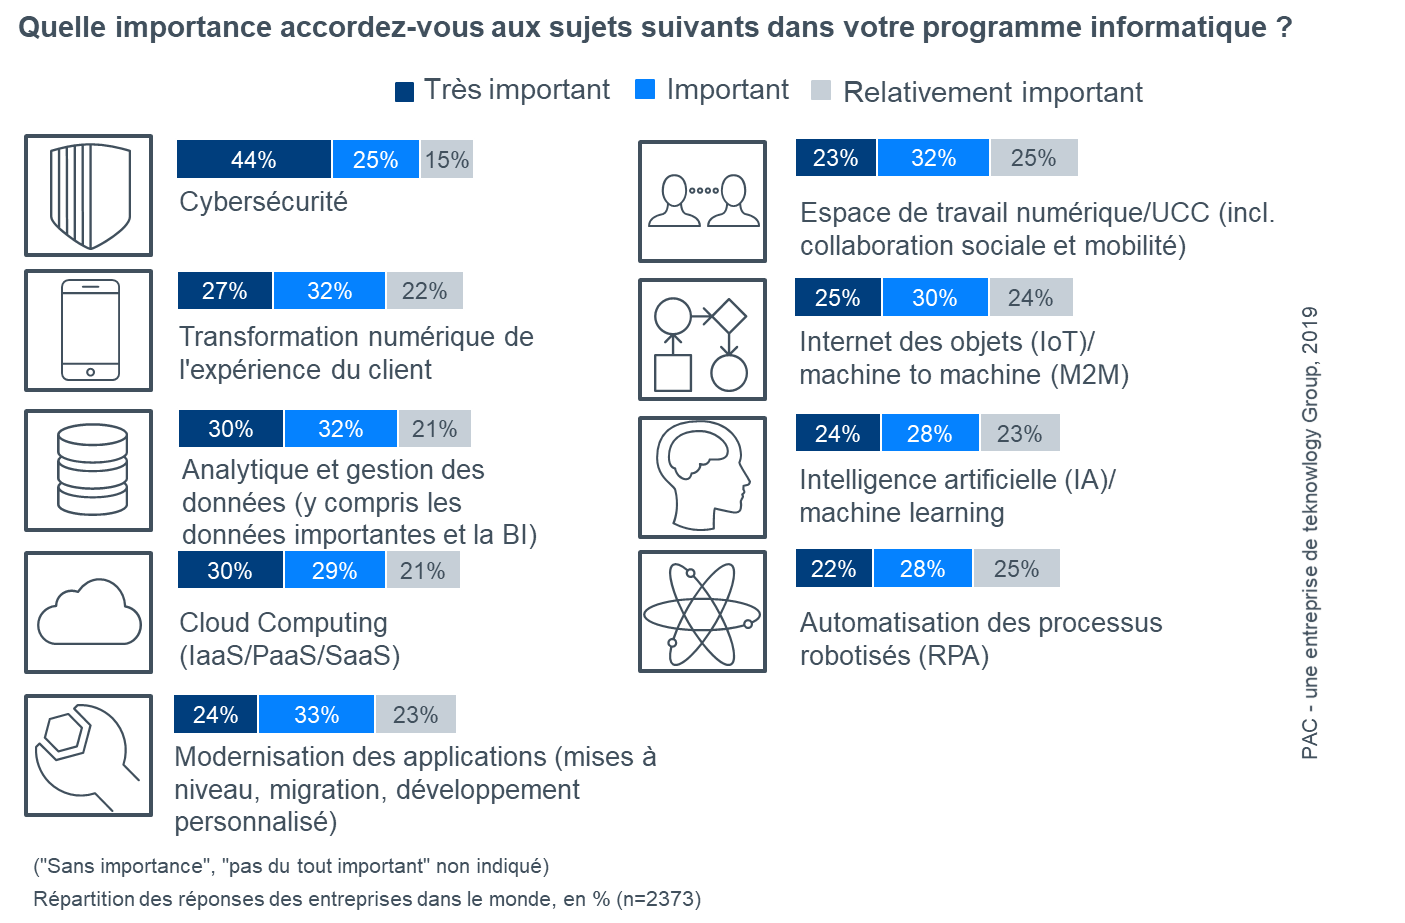 Quelle importance accordez-vous aux sujets suivants dans votre programme informatique ?
Très important
Important
Relativement important
44% 25% 15%
Cybersécurité
27% 32% 22%
Transformation numérique de
l'expérience du client
30% 32% 21%
Analytique et gestion des
données (y compris les
données importantes et la BI)
30% 29% 21%
Cloud Computing
(IaaS/PaaS/SaaS)
24% 33% 23%
Modernisation des applications (mises à
niveau, migration, développement
personnalisé)
23% 32% 25%
Espace de travail numérique/UCC (incl.
collaboration sociale et mobilité)
25% 30% 24%
Internet des objets (IoT)/
machine to machine (M2M)
24% 28% 23%
Intelligence artificielle (IA)/
machine learning
22% 28% 25%
Automatisation des processus
robotisés (RPA)
PAC - une entreprise de teknowlogy Group, 2019
("Sans importance", "pas du tout important" non indiqué)
Répartition des réponses des entreprises dans le monde, en % (n=2373)